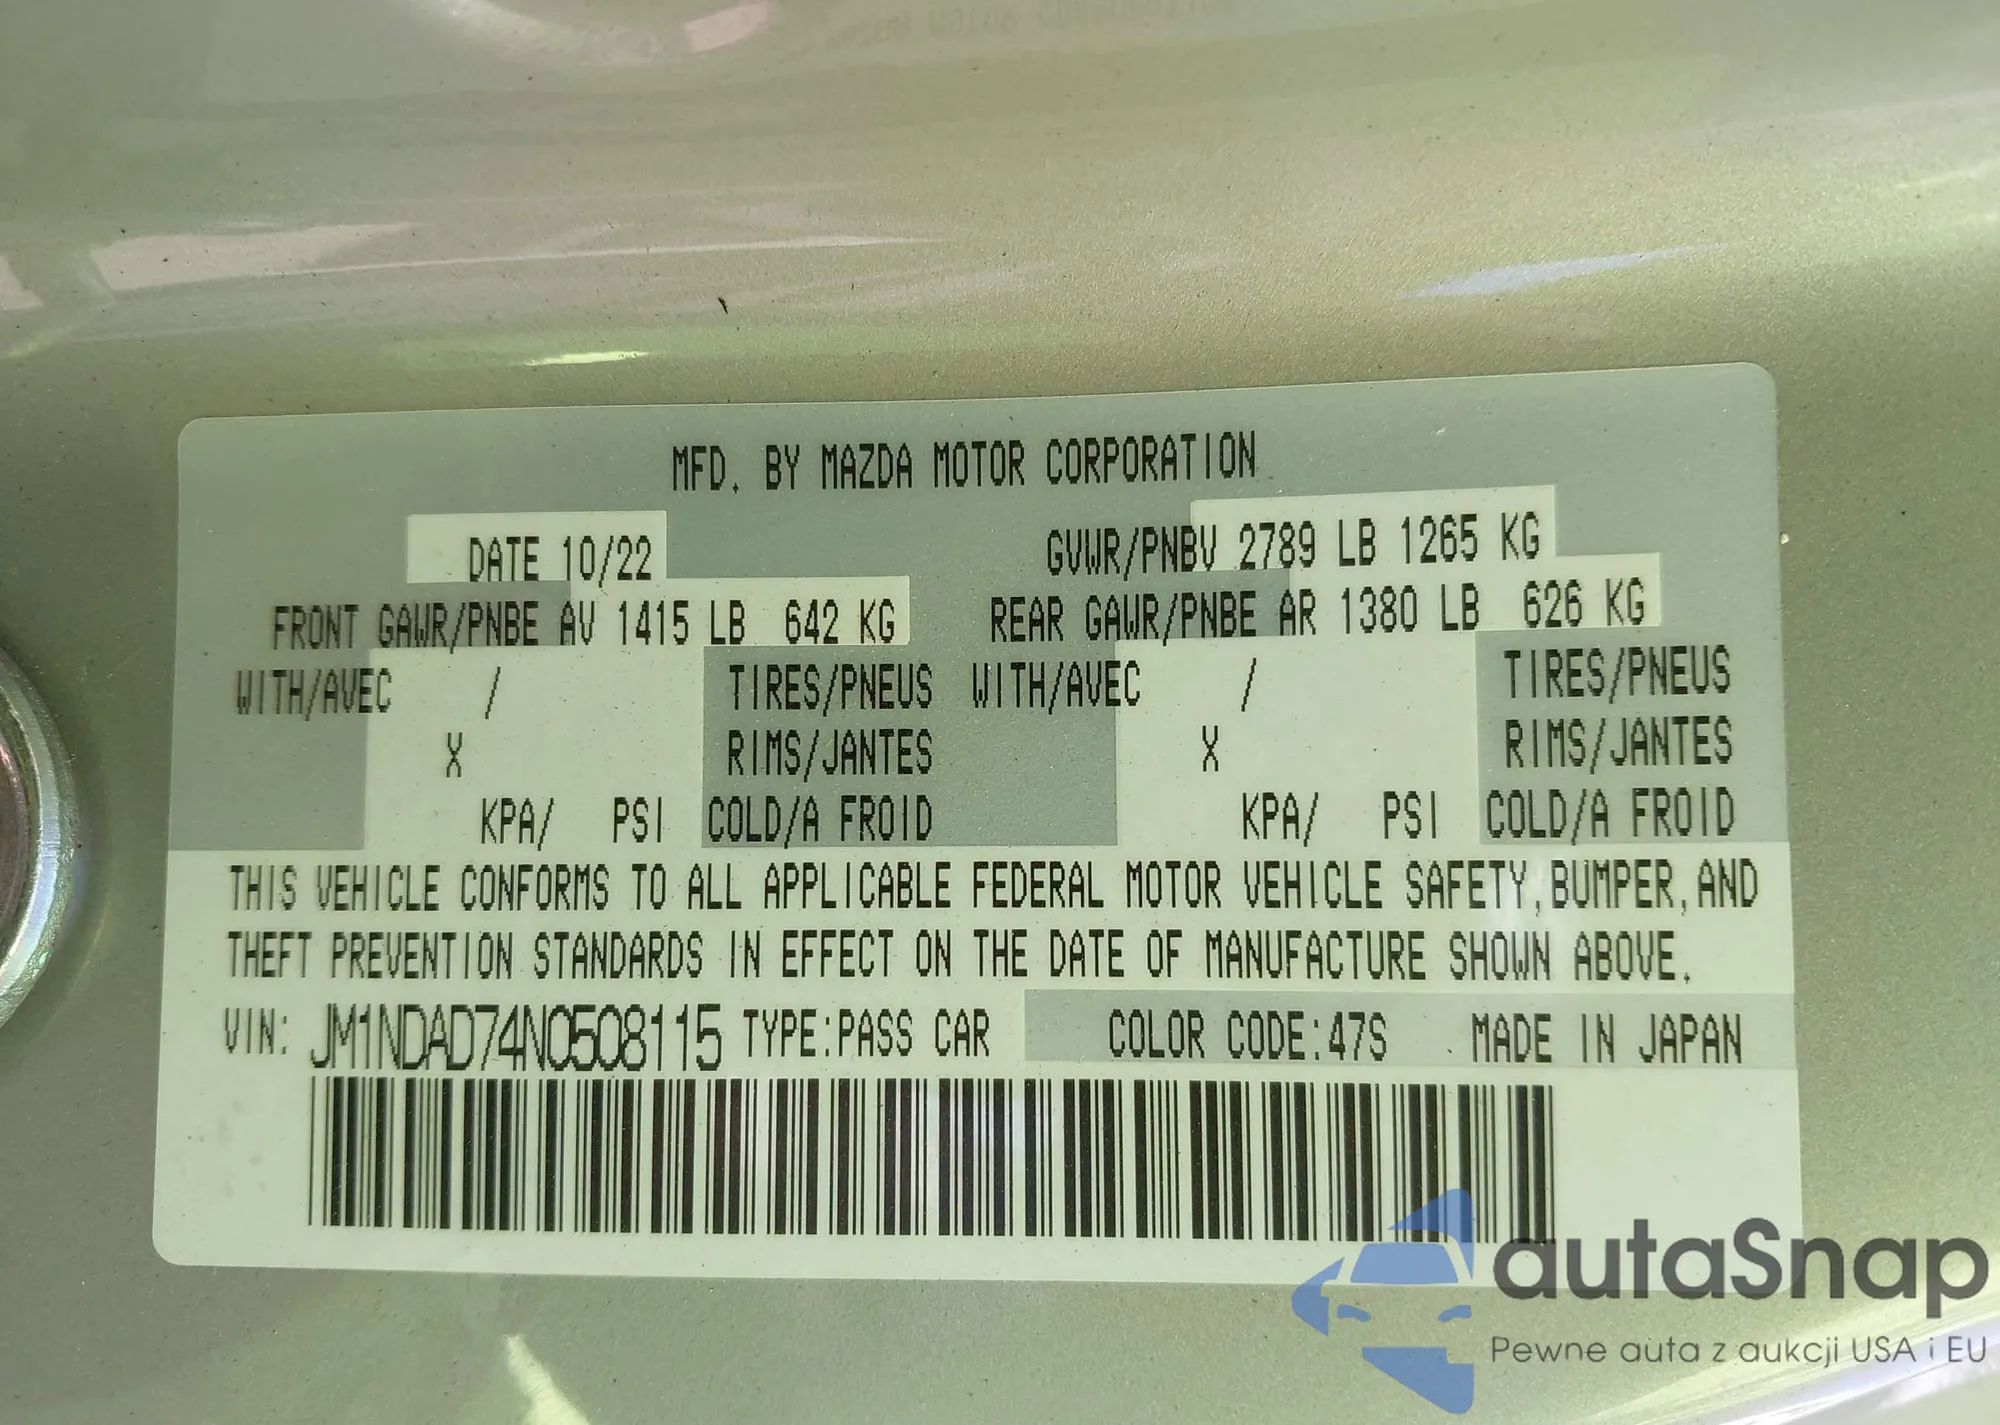 MFD. BY MAZDA MOTOR CORPORATION
DATE 10/22 GVWR/PNBV 2789 LB 1265 KG
FRONT GAWR/PNBE AV 1415 LB 642 KG REAR GAWR/PNBE AR 1380 LB 626 KG
WITH/AVEC / TIRES/PNEUS WITH/AVEC / TIRES/PNEUS
X RIMS/JANTES X RIMS/JANTES
KPA/ PSI COLD/A FROID KPA/ PSI COLD/A FROID
THIS VEHICLE CONFORMS TO ALL APPLICABLE FEDERAL MOTOR VEHICLE SAFETY,BUMPER,AND
THEFT PREVENTION STANDARDS IN EFFECT ON THE DATE OF MANUFACTURE SHOWN ABOVE.
VIN: JM1NDAD74N0508115 TYPE:PASS CAR COLOR CODE:47S MADE IN JAPAN
autaSnap
Pewne auta z aukcji USA i EU